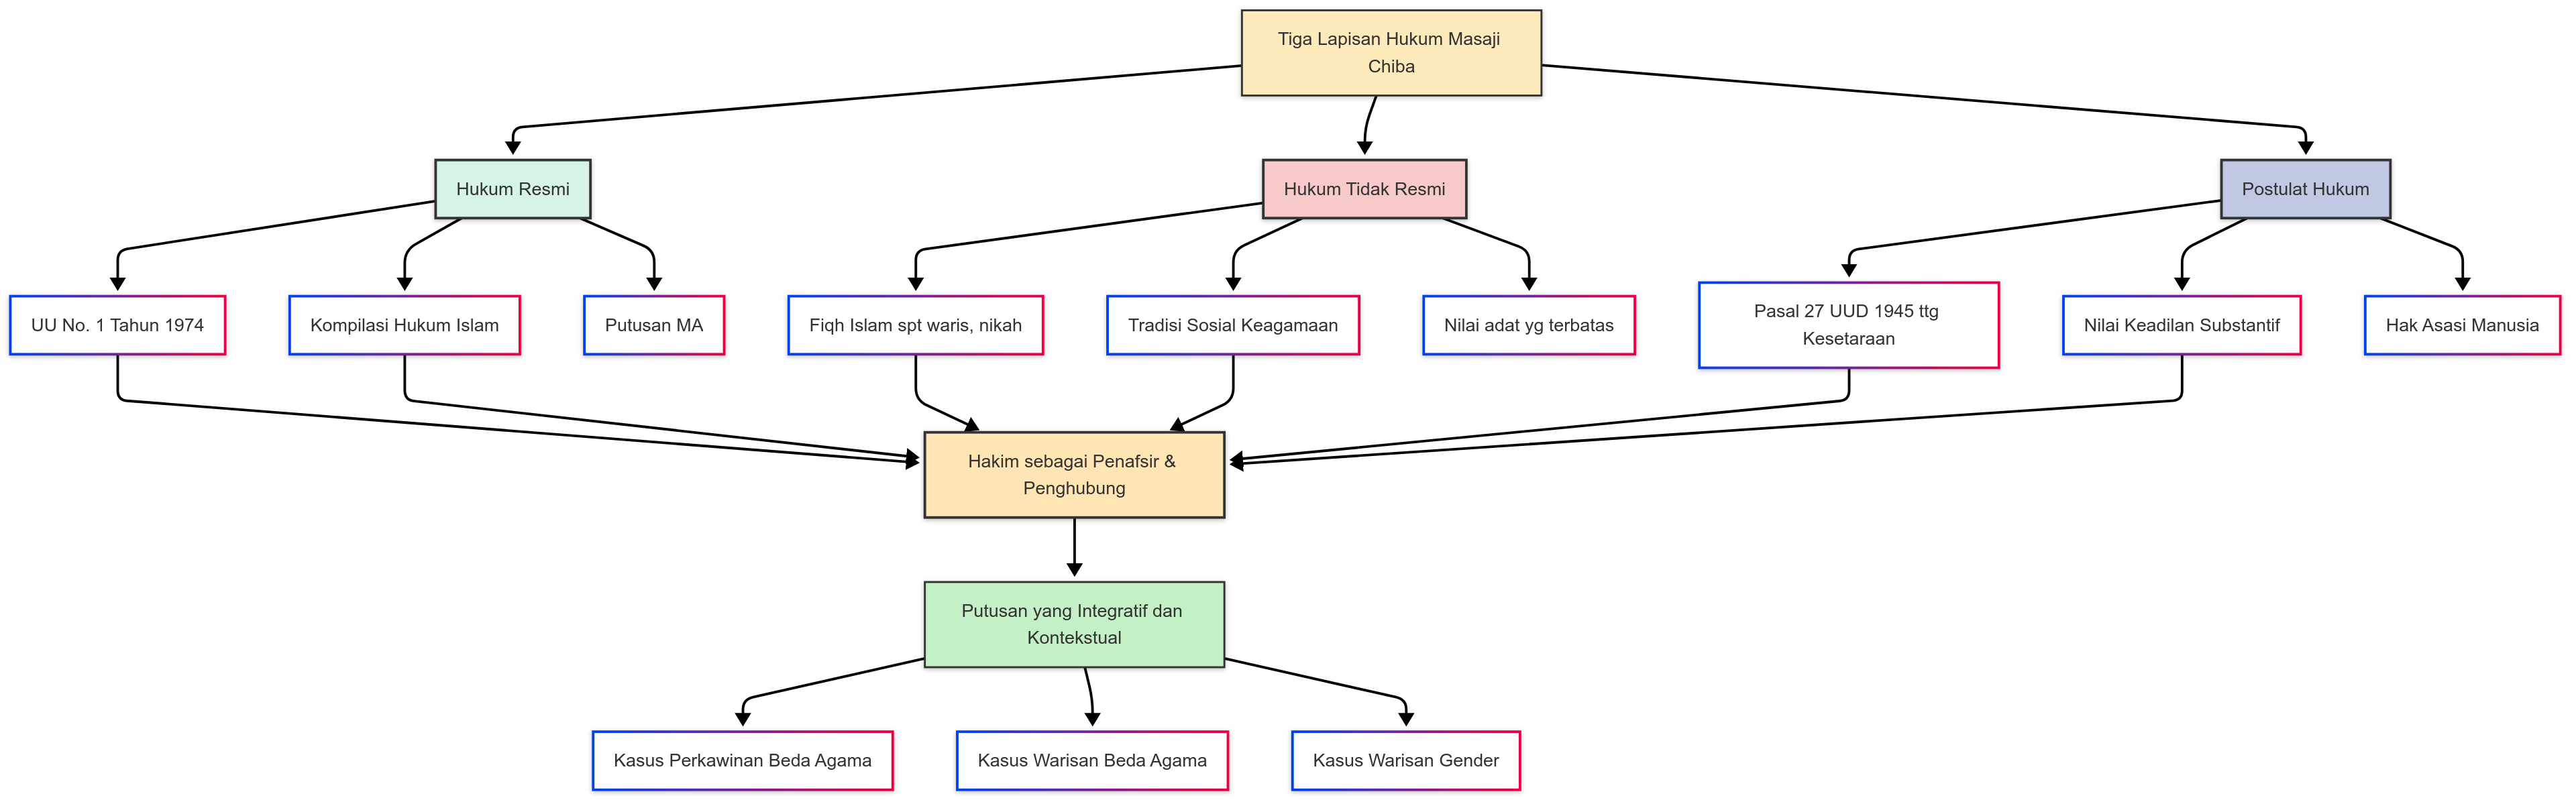 Tiga Lapisan Hukum Masaji
Chiba
Hukum Resmi
Hukum Tidak Resmi
Postulat Hukum
UU No. 1 Tahun 1974
Kompilasi Hukum Islam
Putusan MA
Fiqh Islam spt waris, nikah
Tradisi Sosial Keagamaan
Nilai adat yg terbatas
Pasal 27 UUD 1945 ttg
Kesetaraan
Nilai Keadilan Substantif
Hak Asasi Manusia
Hakim sebagai Penafsir &
Penghubung
Putusan yang Integratif dan
Kontekstual
Kasus Perkawinan Beda Agama
Kasus Warisan Beda Agama
Kasus Warisan Gender